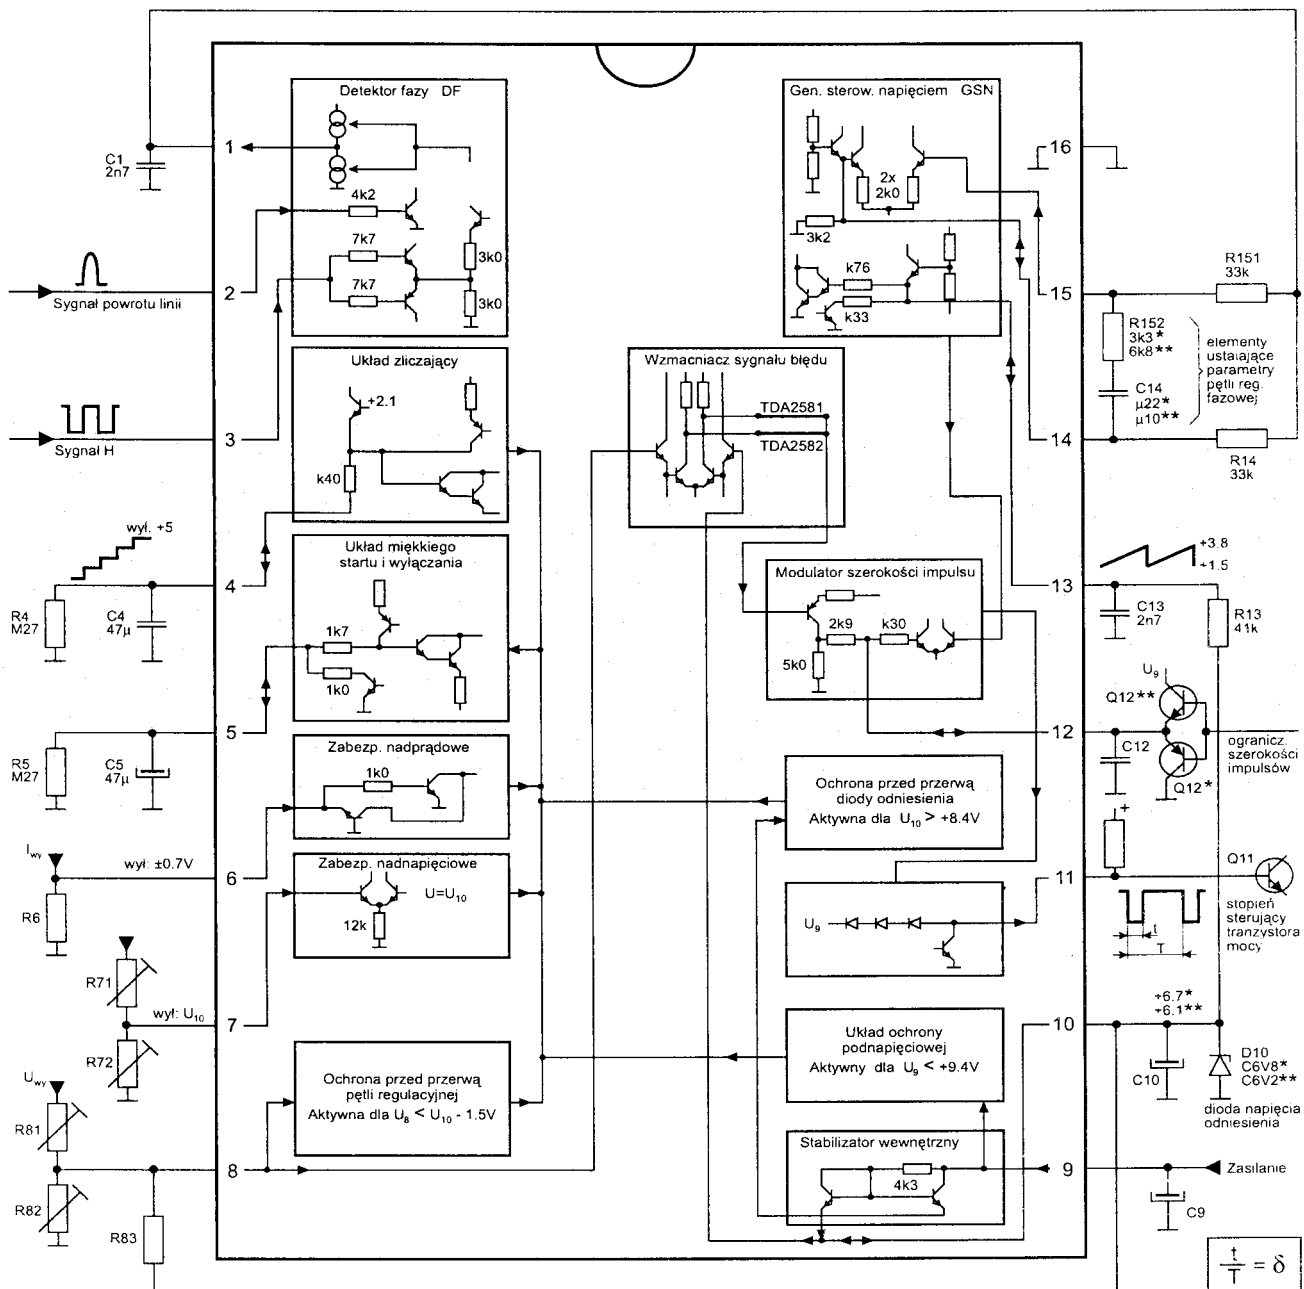 Detektor fazy DF
4k2
7k7
7k7
3k0
3k0
Gen. sterow. napięciem GSN
2x
2k0
3k2
k76
k33
1
2
3
4
5
6
7
8
16
15
14
13
12
11
10
9
C1
2n7
Sygnał powrotu linii
Sygnał H
wył. +5
R4
M27
C4
47µ
R5
M27
C5
47µ
Iwy
wył: ±0.7V
R6
R71
wył: U10
R72
Uwy
R81
R82
R83
Układ zliczający
+2.1
k40
Układ miękkiego
startu i wyłączania
1k7
1k0
Zabezp. nadprądowe
1k0
Zabezp. nadnapięciowe
U=U10
12k
Ochrona przed przerwą
pętli regulacyjnej
Aktywna dla U8 < U10 - 1.5V
Wzmacniacz sygnału błędu
TDA2581
TDA2582
Modulator szerokości impulsu
2k9
k30
5k0
Ochrona przed przerwą
diody odniesienia
Aktywna dla U10 > +8.4V
U9
Układ ochrony
podnapięciowej
Aktywny dla U9 < +9.4V
Stabilizator wewnętrzny
4k3
R151
33k
R152
3k3*
6k8**
C14
µ22*
µ10**
elementy
ustalające
parametry
pętli reg.
fazowej
R14
33k
+3.8
+1.5
C13
2n7
R13
41k
U9
Q12**
C12
Q12*
ogranicz.
szerokości
impulsów
+
Q11
t
T
stopień
sterujący
tranzystora
mocy
+6.7*
+6.1**
C10
D10
C6V8*
C6V2**
dioda napięcia
odniesienia
Zasilanie
C9
t/T = δ